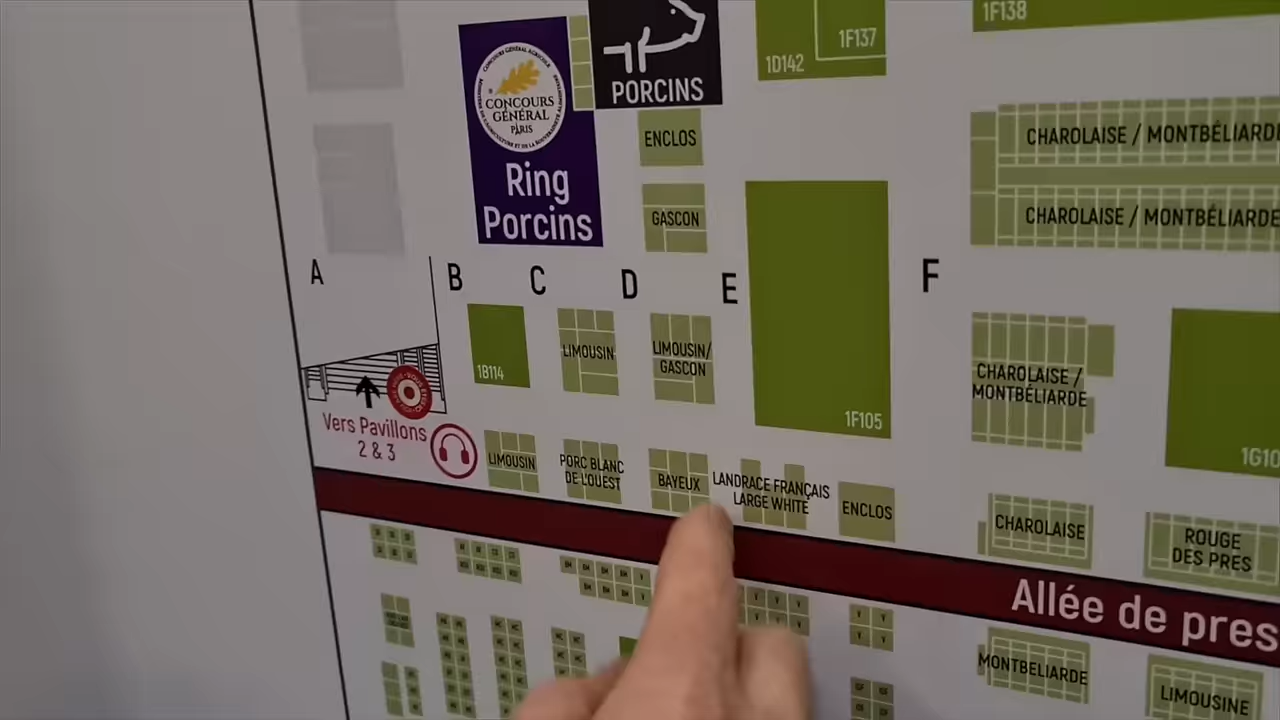 1F138
1F137
1D142
PORCINS
CONCOURS
GÉNÉRAL
PARIS
Ring
Porcins
ENCLOS
GASCON
CHAROLAISE / MONTBÉLIARDE
CHAROLAISE / MONTBÉLIARDE
A
B
C
D
E
F
1B114
LIMOUSIN
LIMOUSIN/
GASCON
1F105
CHAROLAISE /
MONTBÉLIARDE
1G10
Vers Pavillons
2 & 3
LIMOUSIN
PORC BLANC
DE L'OUEST
BAYEUX
LANDRACE FRANÇAIS
LARGE WHITE
ENCLOS
CHAROLAISE
ROUGE
DES PRES
Allée de pres
MONTBELIARDE
LIMOUSINE